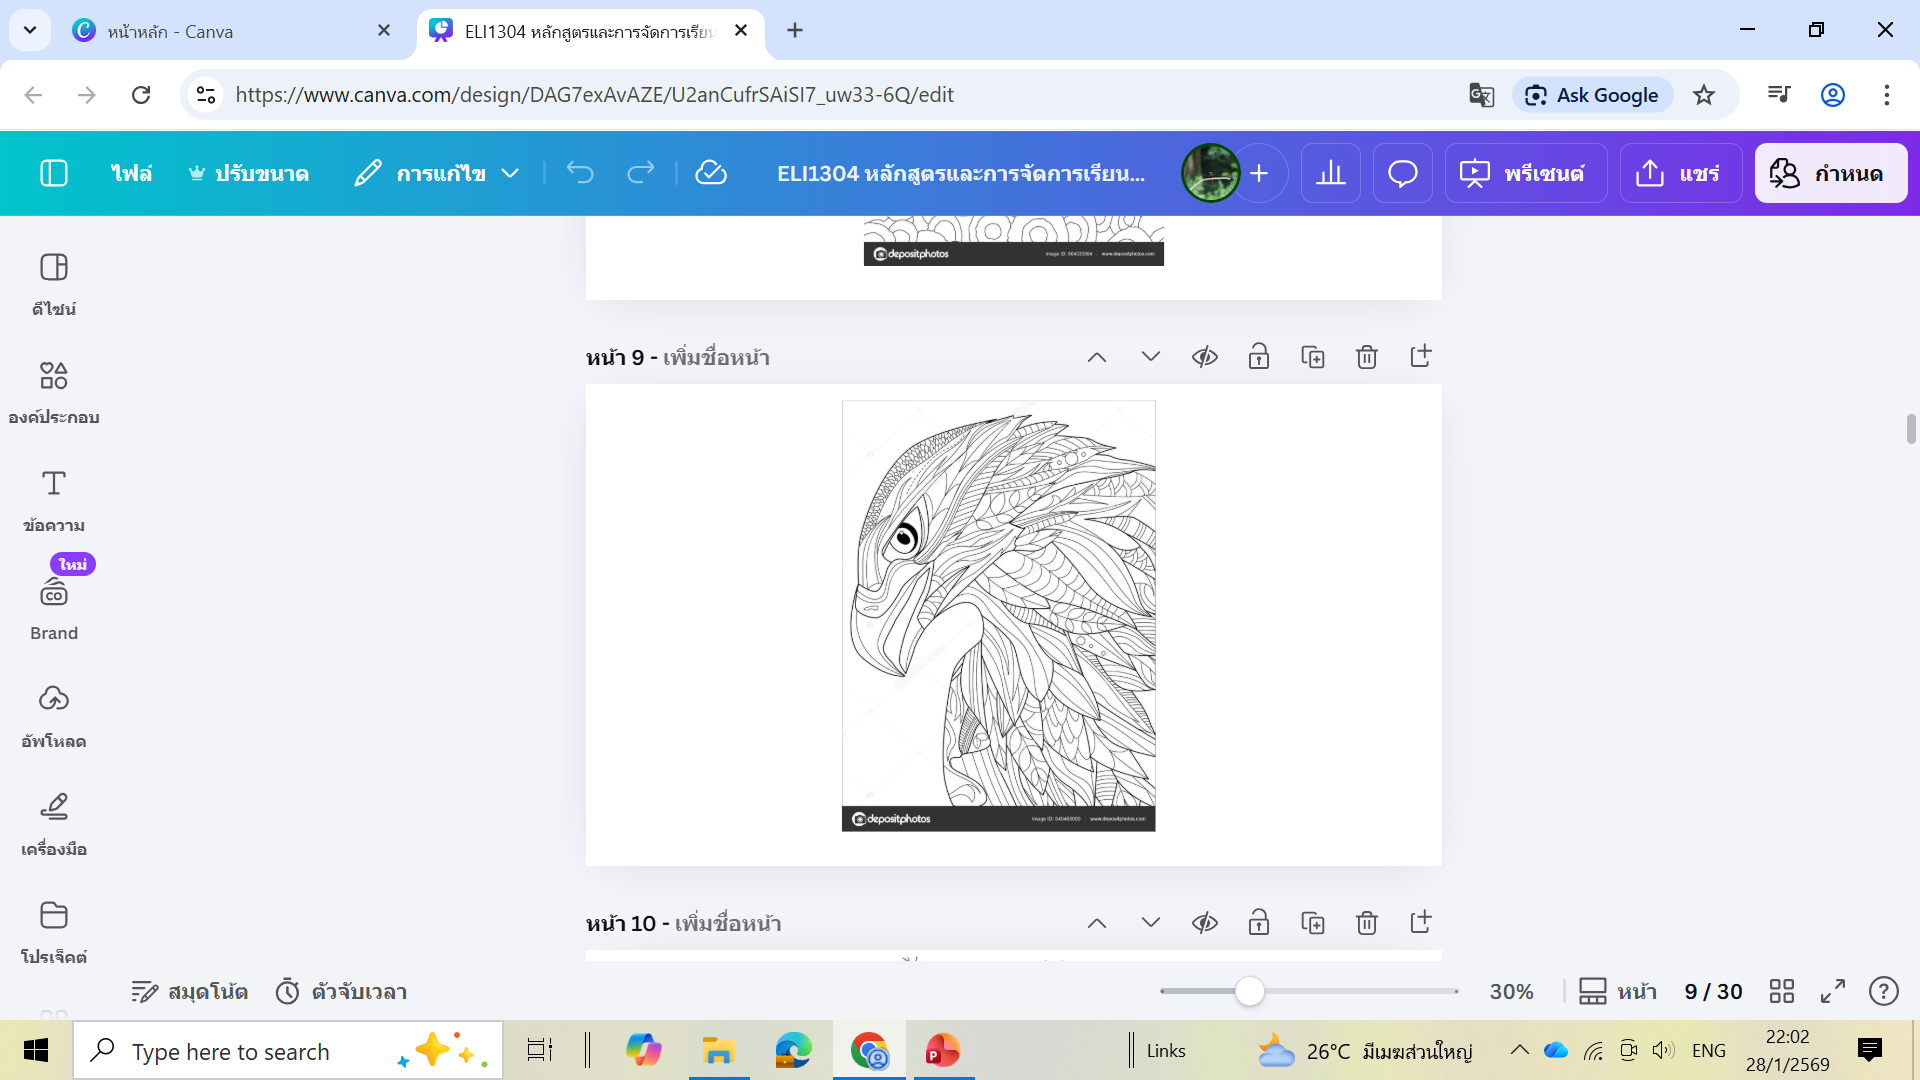 หน้าหลัก - Canva
ELI1304 หลักสูตรและการจัดการเรียน
https://www.canva.com/design/DAG7exAvAZE/U2anCufrSAiSI7_uw33-6Q/edit
Ask Google
ไฟล์
ปรับขนาด
การแก้ไข
ELI1304 หลักสูตรและการจัดการเรียน...
พรีเซนต์
แชร์
กำหนด
ดีไซน์
องค์ประกอบ
ข้อความ
ใหม่
Brand
อัพโหลด
เครื่องมือ
โปรเจ็คต์
depositphotos
www.depositphotos.com
หน้า 9 - เพิ่มชื่อหน้า
depositphotos
www.depositphotos.com
หน้า 10 - เพิ่มชื่อหน้า
สมุดโน้ต
ตัวจับเวลา
30%
หน้า
9 / 30
Type here to search
Links
26°C มีเมฆส่วนใหญ่
ENG
22:02
28/1/2569